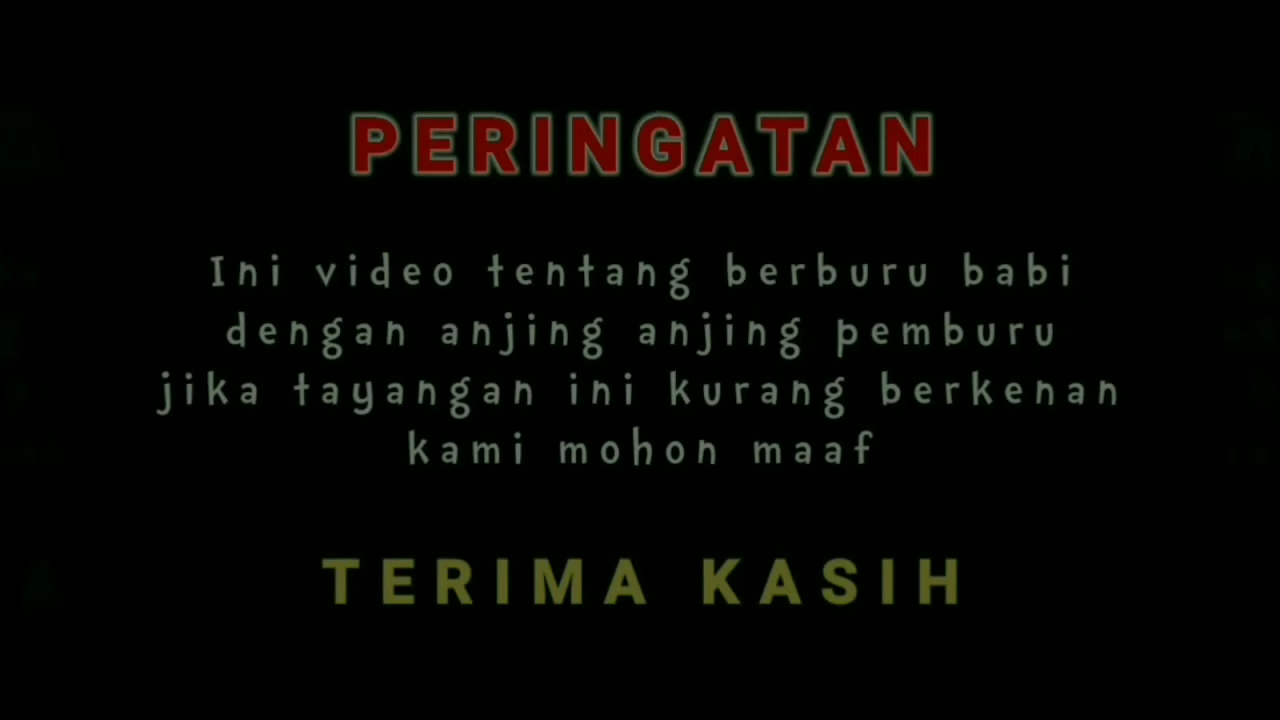 PERINGATAN
Ini video tentang berburu babi
dengan anjing anjing pemburu
jika tayangan ini kurang berkenan
kami mohon maaf
TERIMA KASIH